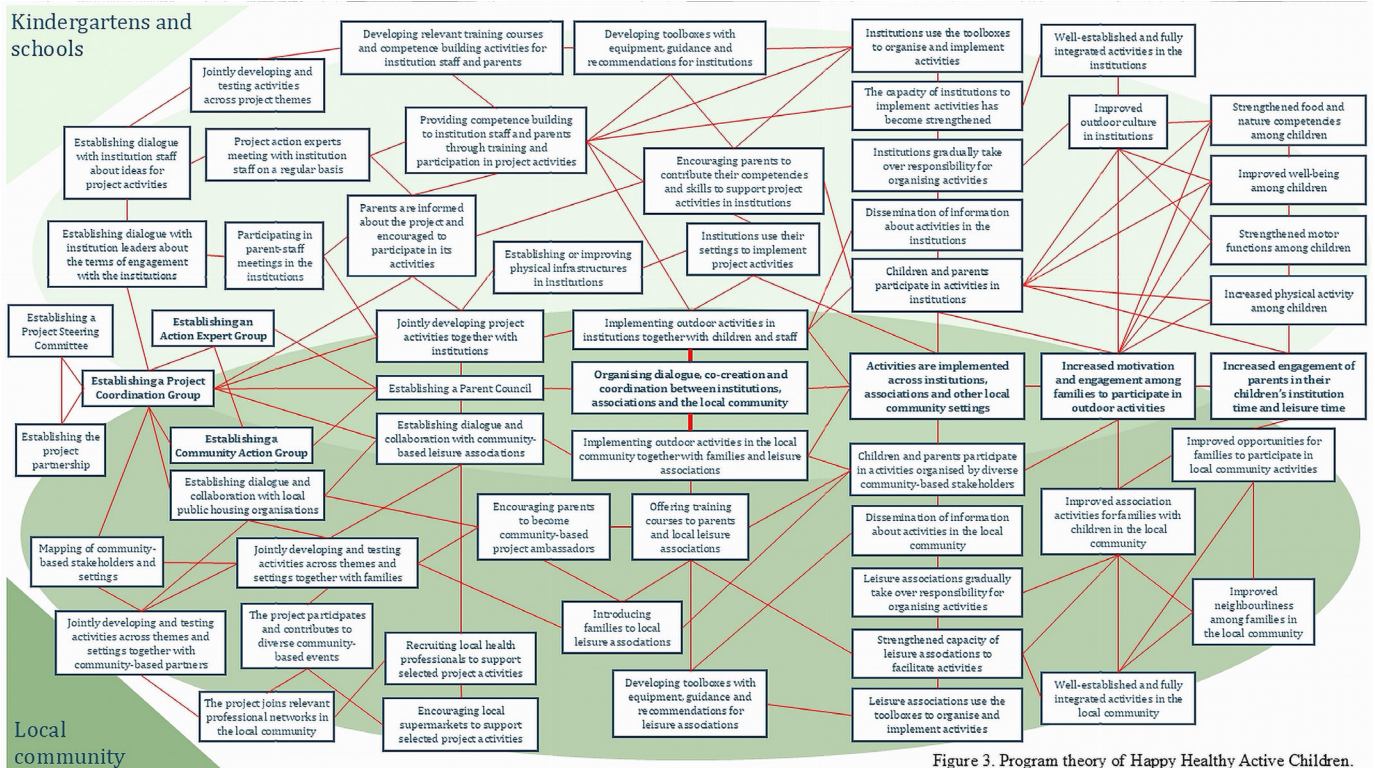 Kindergartens and
schools
Developing relevant training courses
and competence building activities for
institution staff and parents
Developing toolboxes with
equipment, guidance and
recommendations for institutions
Institutions use the toolboxes
to organise and implement
activities
Well-established and fully
integrated activities in the
institutions
Jointly developing and
testing activities
across project themes
The capacity of institutions to
implement activities has
become strengthened
Improved
outdoor culture
in institutions
Strengthened food and
nature competencies
among children
Providing competence building
to institution staff and parents
through training and
participation in project activities
Establishing dialogue
with institution staff
about ideas for
project activities
Project action experts
meeting with institution
staff on a regular basis
Encouraging parents to
contribute their competencies
and skills to support project
activities in institutions
Institutions gradually take
over responsibility for
organising activities
Improved well-being
among children
Parents are informed
about the project and
encouraged to
participate in its
activities
Dissemination of information
about activities in the
institutions
Strengthened motor
functions among children
Establishing dialogue with
institution leaders about
the terms of engagement
with the institutions
Participating in
parent-staff
meetings in the
institutions
Establishing or improving
physical infrastructures
in institutions
Institutions use their
settings to implement
project activities
Children and parents
participate in activities in
institutions
Increased physical activity
among children
Establishing a
Project Steering
Committee
Establishing an
Action Expert Group
Jointly developing project
activities together with
institutions
Implementing outdoor activities in
institutions together with children and staff
Establishing a Project
Coordination Group
Establishing a Parent Council
Organising dialogue, co-creation and
coordination between institutions,
associations and the local community
Activities are implemented
across institutions,
associations and other local
community settings
Increased motivation
and engagement among
families to participate in
outdoor activities
Increased engagement of
parents in their
children's institution
time and leisure time
Establishing the
project
partnership
Establishing a
Community Action Group
Establishing dialogue and
collaboration with community-
based leisure associations
Implementing outdoor activities in the local
community together with families and leisure
associations
Children and parents participate
in activities organised by diverse
community-based stakeholders
Improved opportunities for
families to participate in
local community activities
Establishing dialogue and
collaboration with local
public housing organisations
Encouraging parents
to become
community-based
project ambassadors
Offering training
courses to parents
and local leisure
associations
Dissemination of information
about activities in the local
community
Improved association
activities for families with
children in the local
community
Mapping of community-
based stakeholders and
settings
Jointly developing and testing
activities across themes and
settings together with families
Leisure associations gradually
take over responsibility for
organising activities
Improved
neighbourliness
among families in
the local community
Jointly developing and testing
activities across themes and
settings together with
community-based partners
The project participates
and contributes to
diverse community-
based events
Introducing
families to local
leisure associations
Recruiting local health
professionals to support
selected project activities
Strengthened capacity of
leisure associations to
facilitate activities
Developing toolboxes with
equipment, guidance and
recommendations for
leisure associations
Well-established and fully
integrated activities in the
local community
The project joins relevant
professional networks in
the local community
Encouraging local
supermarkets to support
selected project activities
Leisure associations use the
toolboxes to organise and
implement activities
Local
community
Figure 3. Program theory of Happy Healthy Active Children.